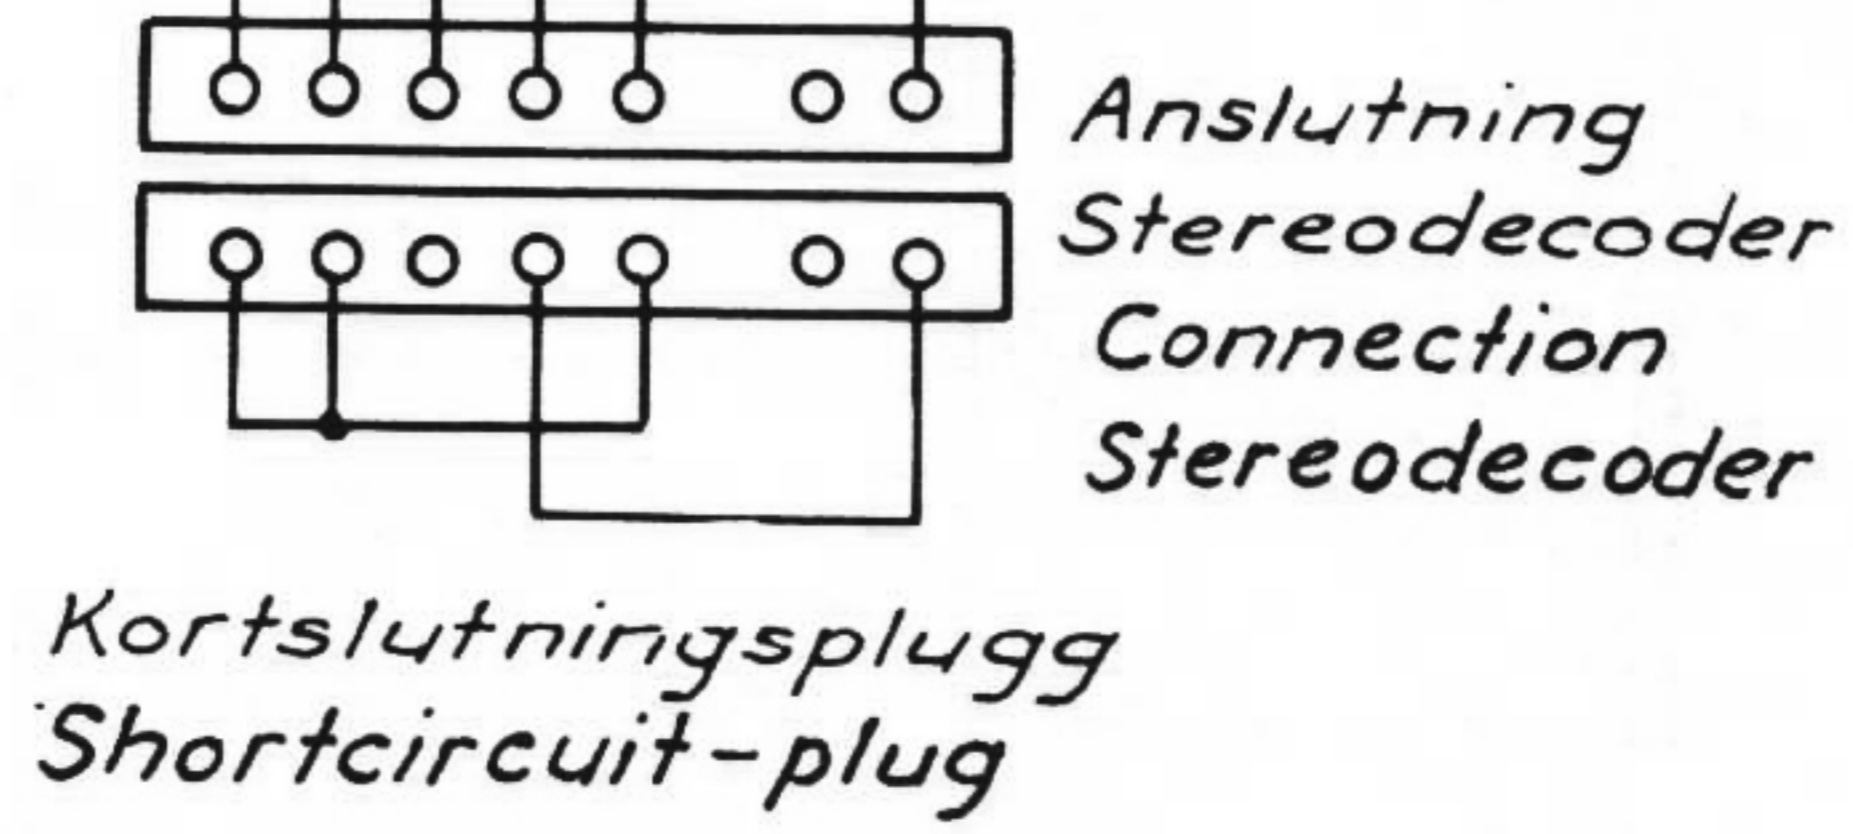 Anslutning
Stereodecoder
Connection
Stereodecoder
Kortslutningsplugg
Shortcircuit-plug